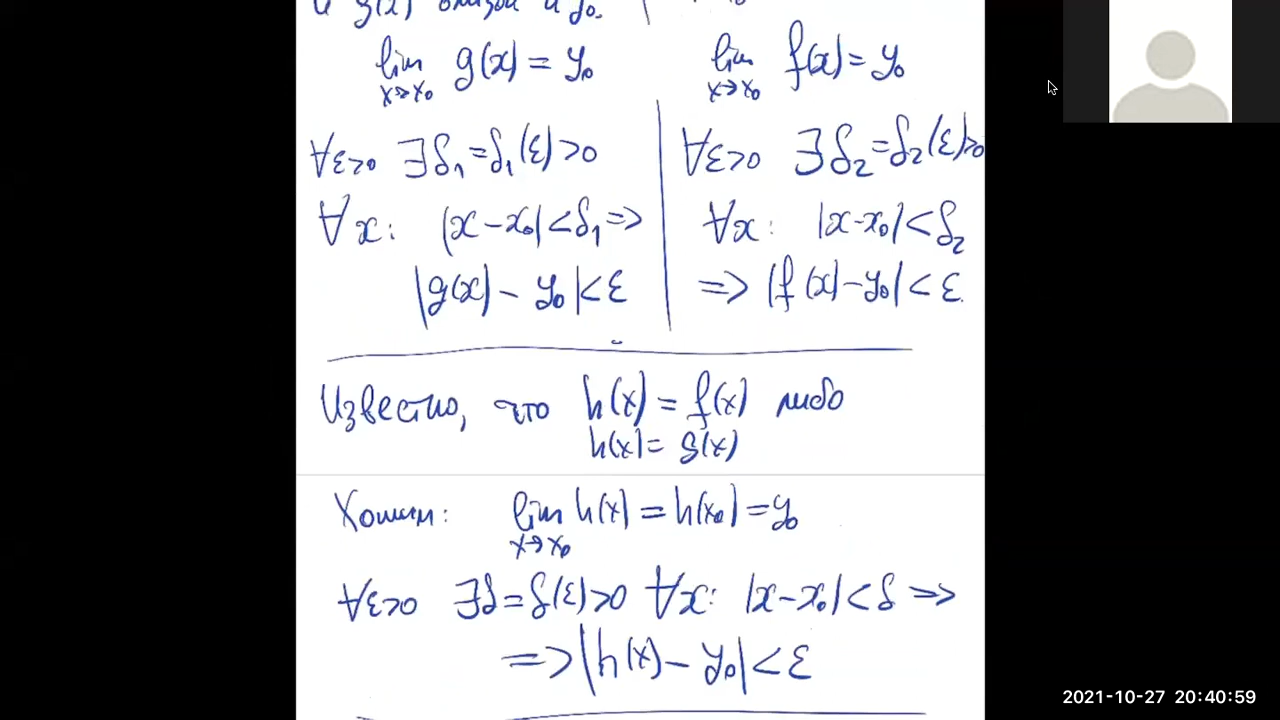 и g(x) y₀.
lim g(x) = y₀
x→x₀
∀ε>0 ∃δ₁=δ₁(ε)>0
∀x: |x-x₀|<δ₁ =>
|g(x) - y₀|<ε
lim f(x) = y₀
x→x₀
∀ε>0 ∃δ₂=δ₂(ε)>0
∀x: |x-x₀|<δ₂
=> |f(x)-y₀|<ε.
Известно, что h(x) = f(x) либо
h(x) = g(x)
Хотим: lim h(x) = h(x₀) = y₀
x→x₀
∀ε>0 ∃δ=δ(ε)>0 ∀x: |x-x₀|<δ =>
=> |h(x) - y₀|<ε
2021-10-27 20:40:59